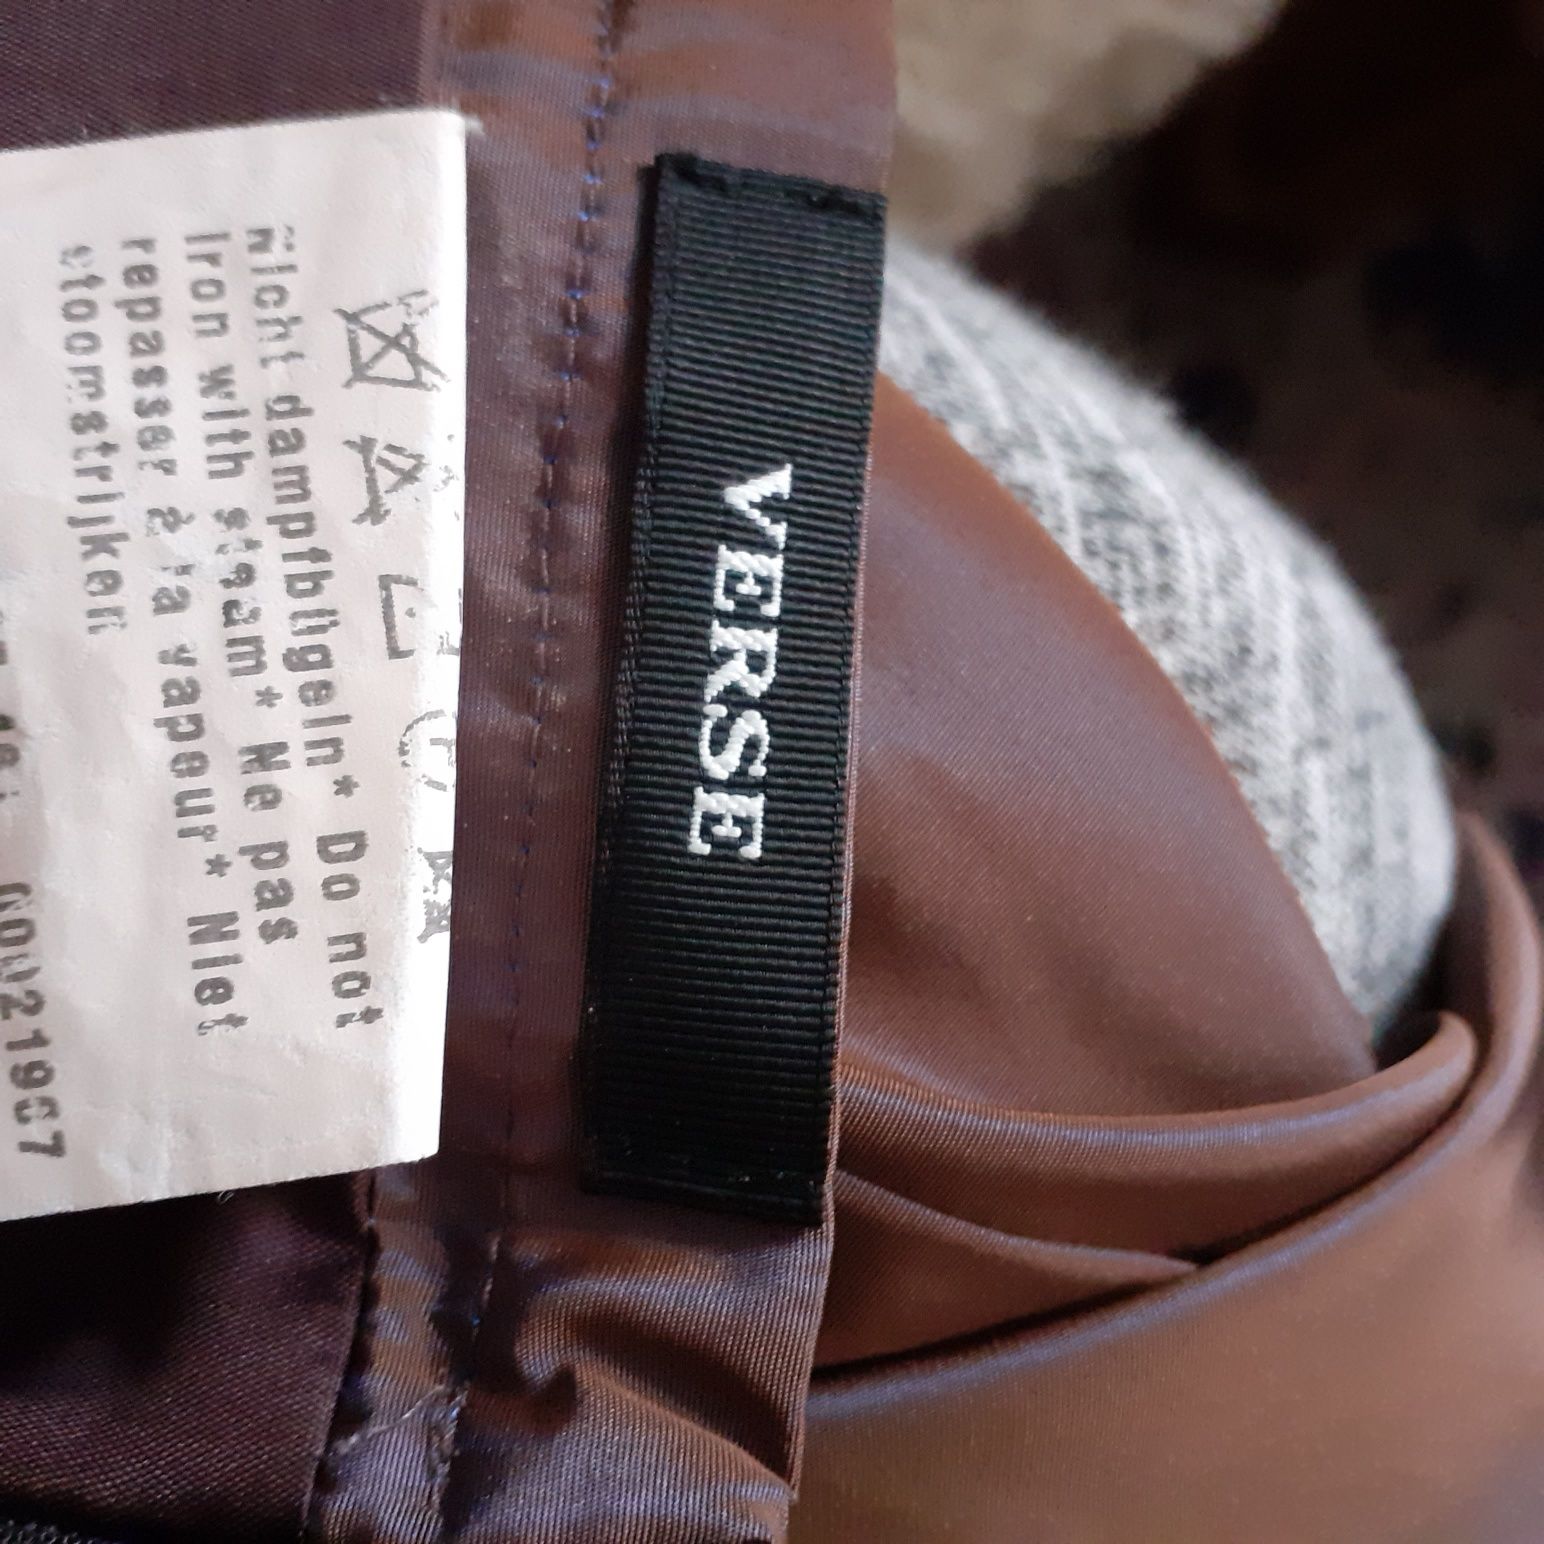 VERSE
Nicht dampfbügeln* Do not
Iron with steam* Ne pas
repasser à la vapeur* Niet
stoomstrijken